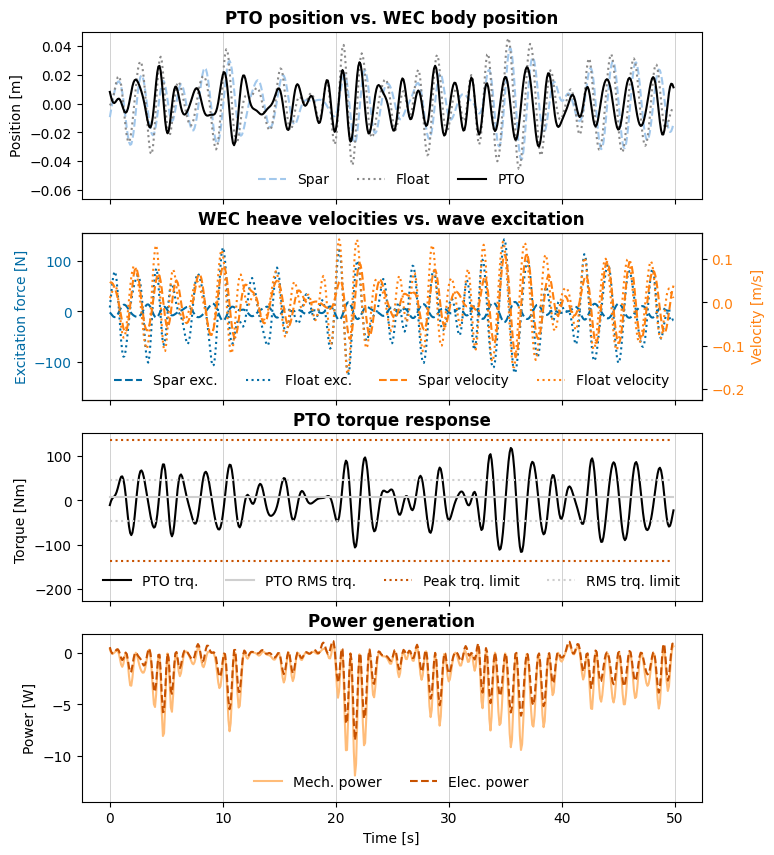 PTO position vs. WEC body position
Position [m]
0.04
0.02
0.00
−0.02
−0.04
−0.06
Spar Float PTO
WEC heave velocities vs. wave excitation
Excitation force [N]
100
0
−100
0.1
0.0
−0.1
−0.2
Velocity [m/s]
Spar exc. Float exc. Spar velocity Float velocity
PTO torque response
Torque [Nm]
100
0
−100
−200
PTO trq. PTO RMS trq. Peak trq. limit RMS trq. limit
Power generation
Power [W]
0
−5
−10
Mech. power Elec. power
0 10 20 30 40 50
Time [s]